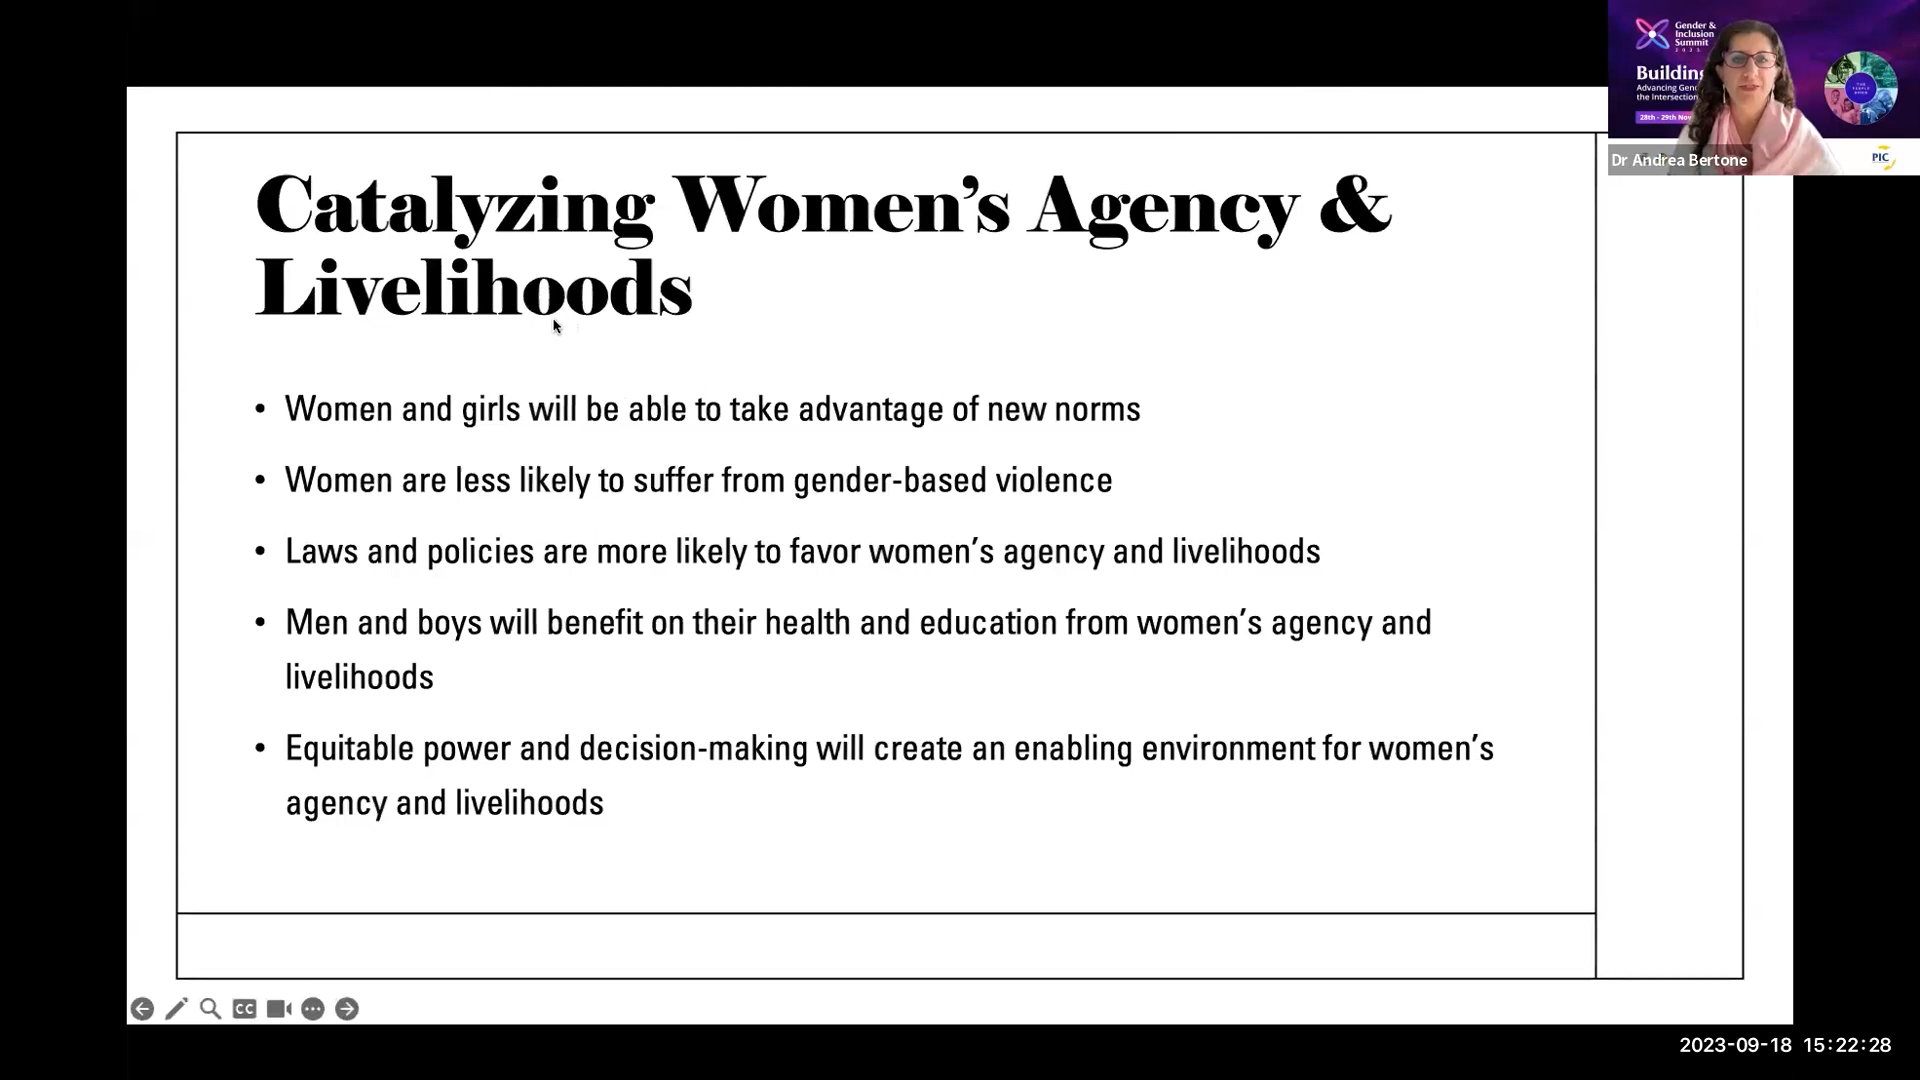 Catalyzing Women's Agency &
Livelihoods
• Women and girls will be able to take advantage of new norms
• Women are less likely to suffer from gender-based violence
• Laws and policies are more likely to favor women's agency and livelihoods
• Men and boys will benefit on their health and education from women's agency and
livelihoods
• Equitable power and decision-making will create an enabling environment for women's
agency and livelihoods
Gender &
Inclusion
Summit
2023
Building
Advancing
the Intersection
28th - 29th Nov
Dr Andrea Bertone
PIC
CC
2023-09-18 15:22:28